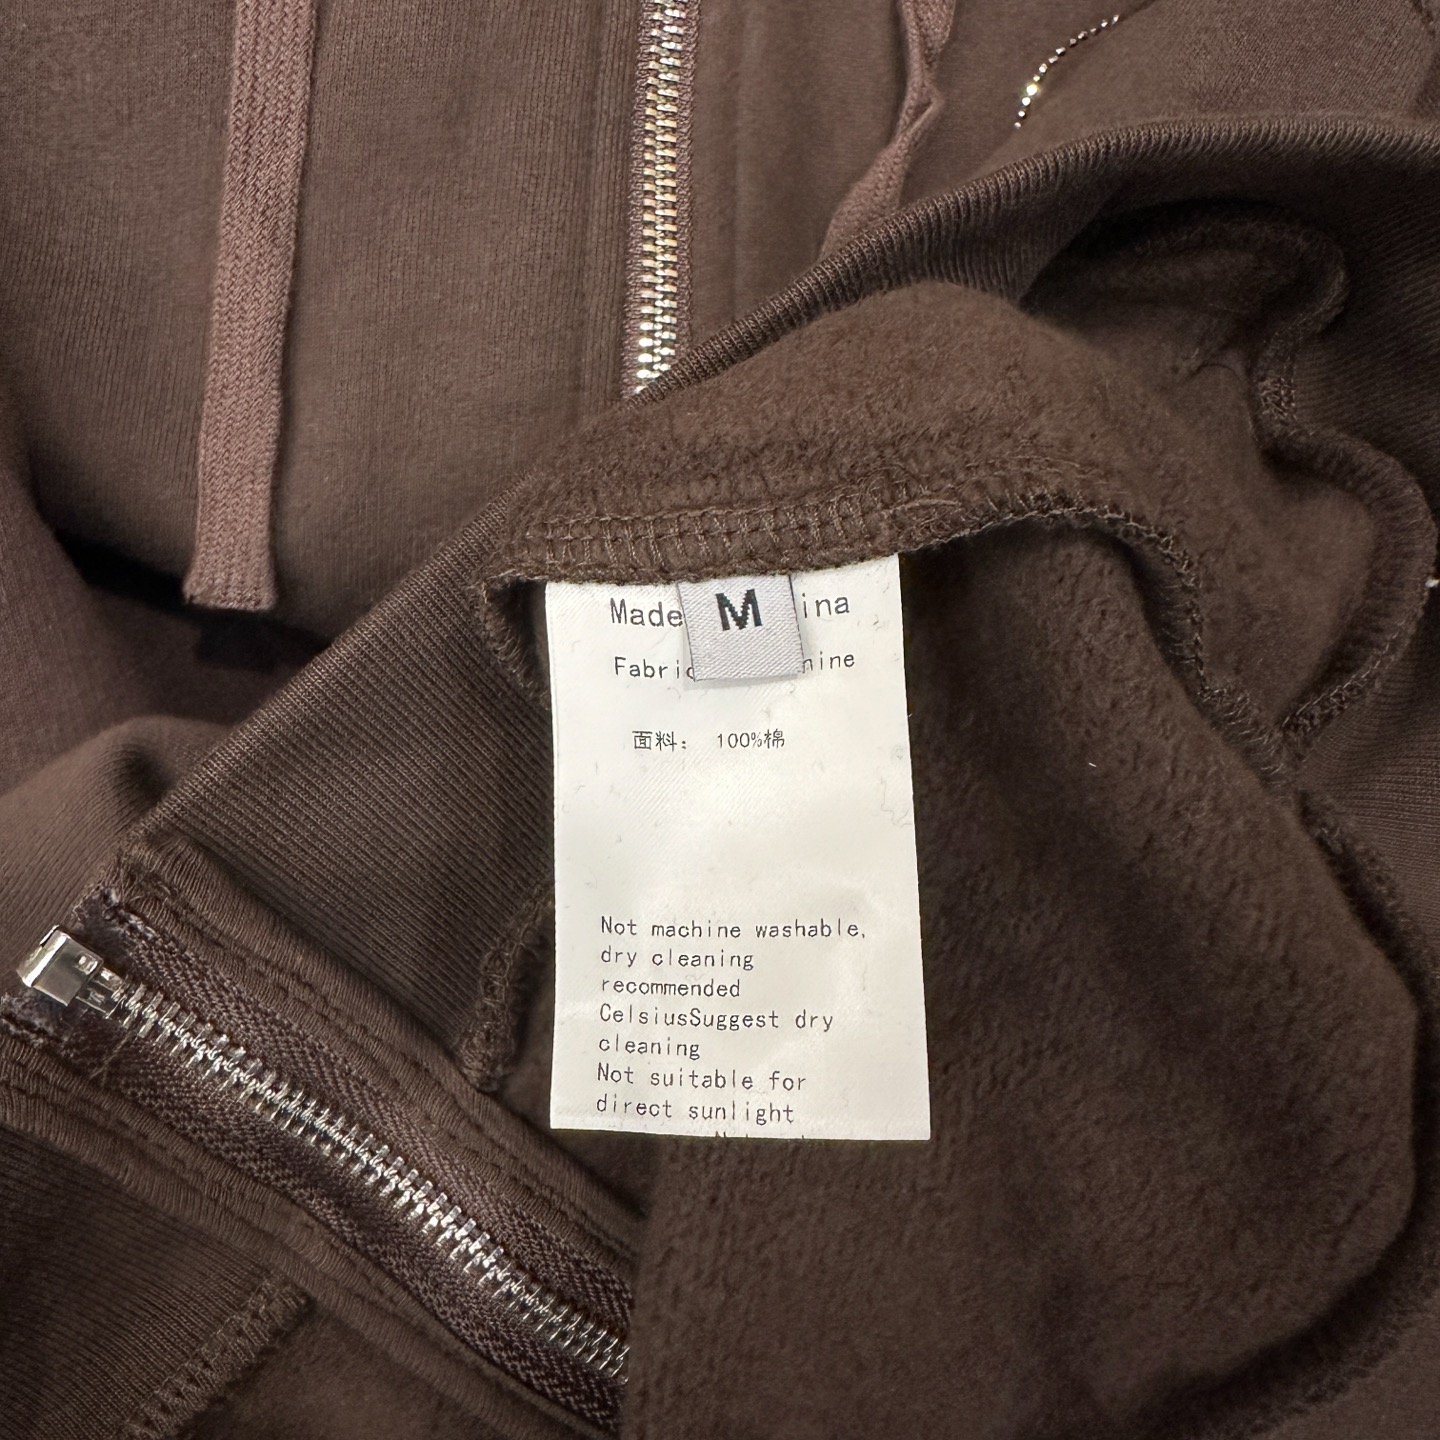 Made
M
ina
Fabric
nine
面料： 100%棉
Not machine washable,
dry cleaning
recommended
CelsiusSuggest dry
cleaning
Not suitable for
direct sunlight